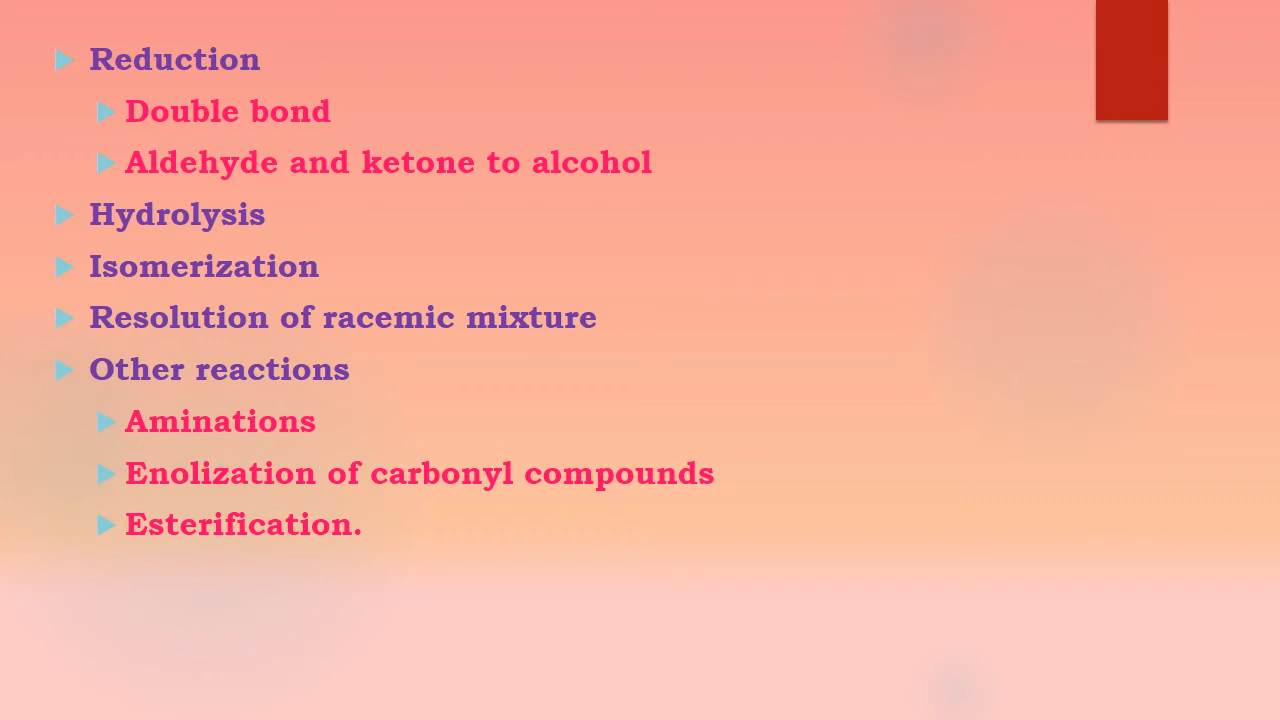 Reduction
Double bond
Aldehyde and ketone to alcohol
Hydrolysis
Isomerization
Resolution of racemic mixture
Other reactions
Aminations
Enolization of carbonyl compounds
Esterification.